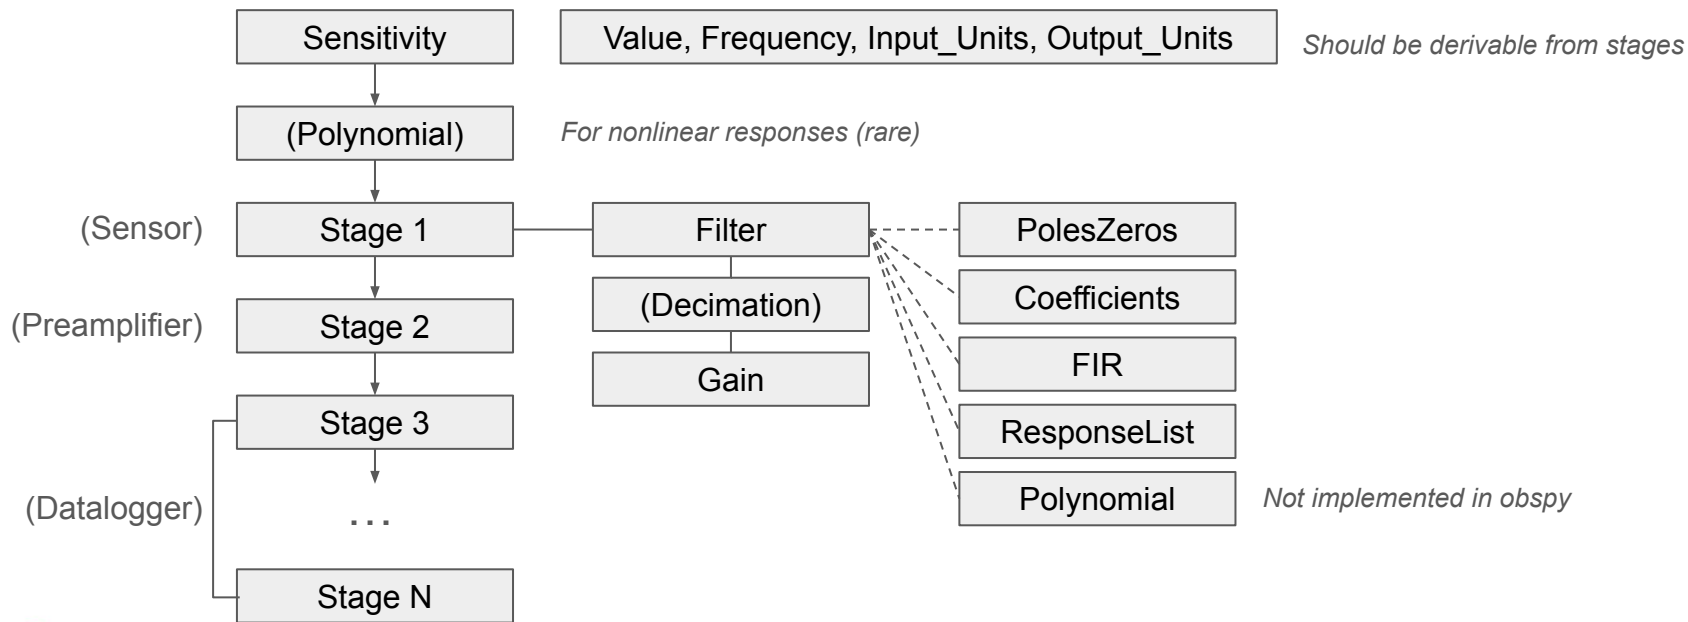 Sensitivity
Value, Frequency, Input_Units, Output_Units
Should be derivable from stages
(Polynomial)
For nonlinear responses (rare)
(Sensor)
Stage 1
Filter
PolesZeros
(Decimation)
Coefficients
(Preamplifier)
Stage 2
Gain
FIR
Stage 3
ResponseList
(Datalogger)
...
Polynomial
Not implemented in obspy
Stage N